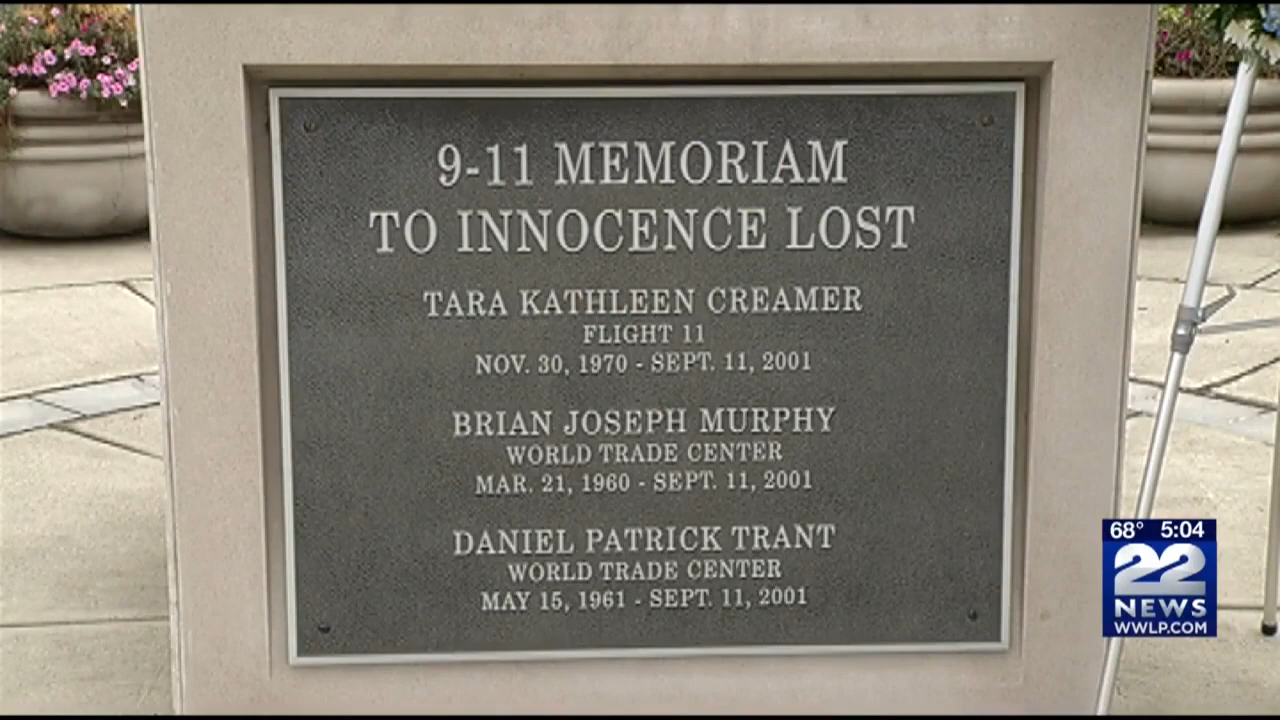 9-11 MEMORIAM
TO INNOCENCE LOST
TARA KATHLEEN CREAMER
FLIGHT 11
NOV. 30, 1970 - SEPT. 11, 2001
BRIAN JOSEPH MURPHY
WORLD TRADE CENTER
MAR. 21, 1960 - SEPT. 11, 2001
DANIEL PATRICK TRANT
WORLD TRADE CENTER
MAY 15, 1961 - SEPT. 11, 2001
68° 5:04
22
NEWS
WWLP.COM